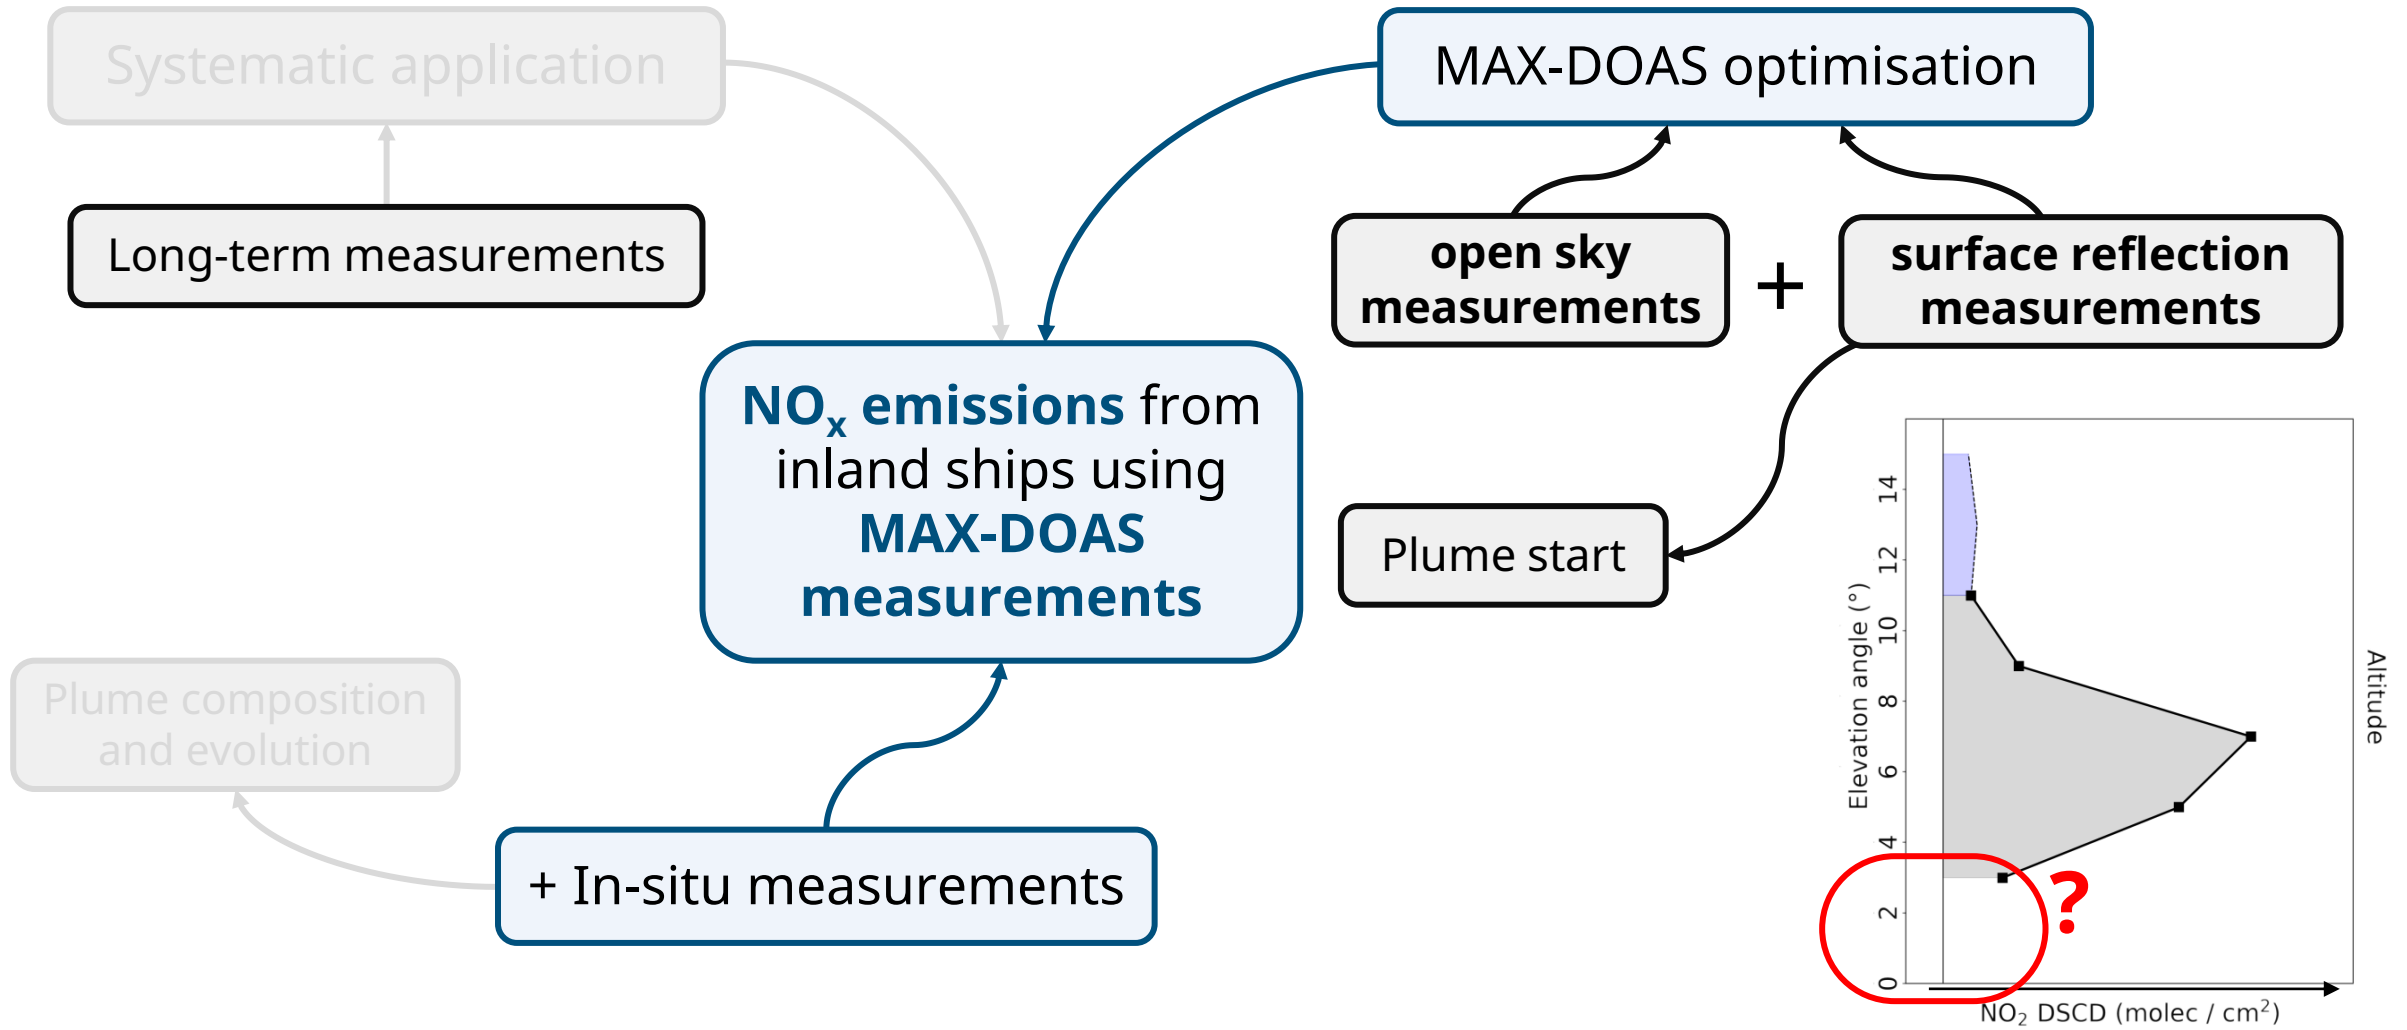 Systematic application
MAX-DOAS optimisation
Long-term measurements
open sky
measurements
+
surface reflection
measurements
NOₓ emissions from
inland ships using
MAX-DOAS
measurements
Plume start
Plume composition
and evolution
+ In-situ measurements
Elevation angle (°)
14
12
10
8
6
4
2
0
Altitude
?
NO₂ DSCD (molec / cm²)